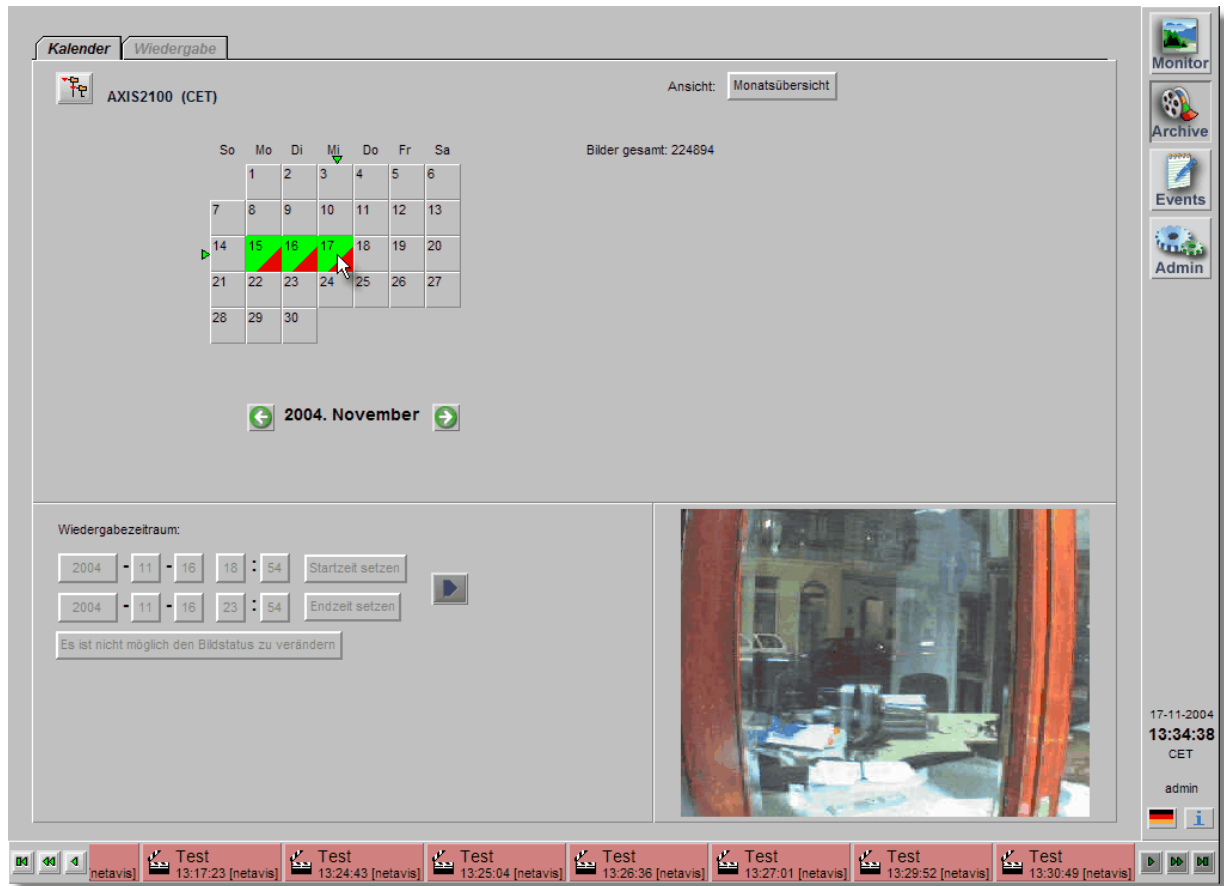 Kalender Wiedergabe
AXIS2100 (CET)
Ansicht: Monatsübersicht
So Mo Di Mi Do Fr Sa
Bilder gesamt: 224894
1 2 3 4 5 6
7 8 9 10 11 12 13
14 15 16 17 18 19 20
21 22 23 24 25 26 27
28 29 30
2004. November
Wiedergabezeitraum:
2004 - 11 - 16 18 : 54 Startzeit setzen
2004 - 11 - 16 23 : 54 Endzeit setzen
Es ist nicht möglich den Bildstatus zu verändern
Monitor
Archive
Events
Admin
17-11-2004
13:34:38
CET
admin
i
netavis]
Test
13:17:23 [netavis]
Test
13:24:43 [netavis]
Test
13:25:04 [netavis]
Test
13:26:36 [netavis]
Test
13:27:01 [netavis]
Test
13:29:52 [netavis]
Test
13:30:49 [netavis]